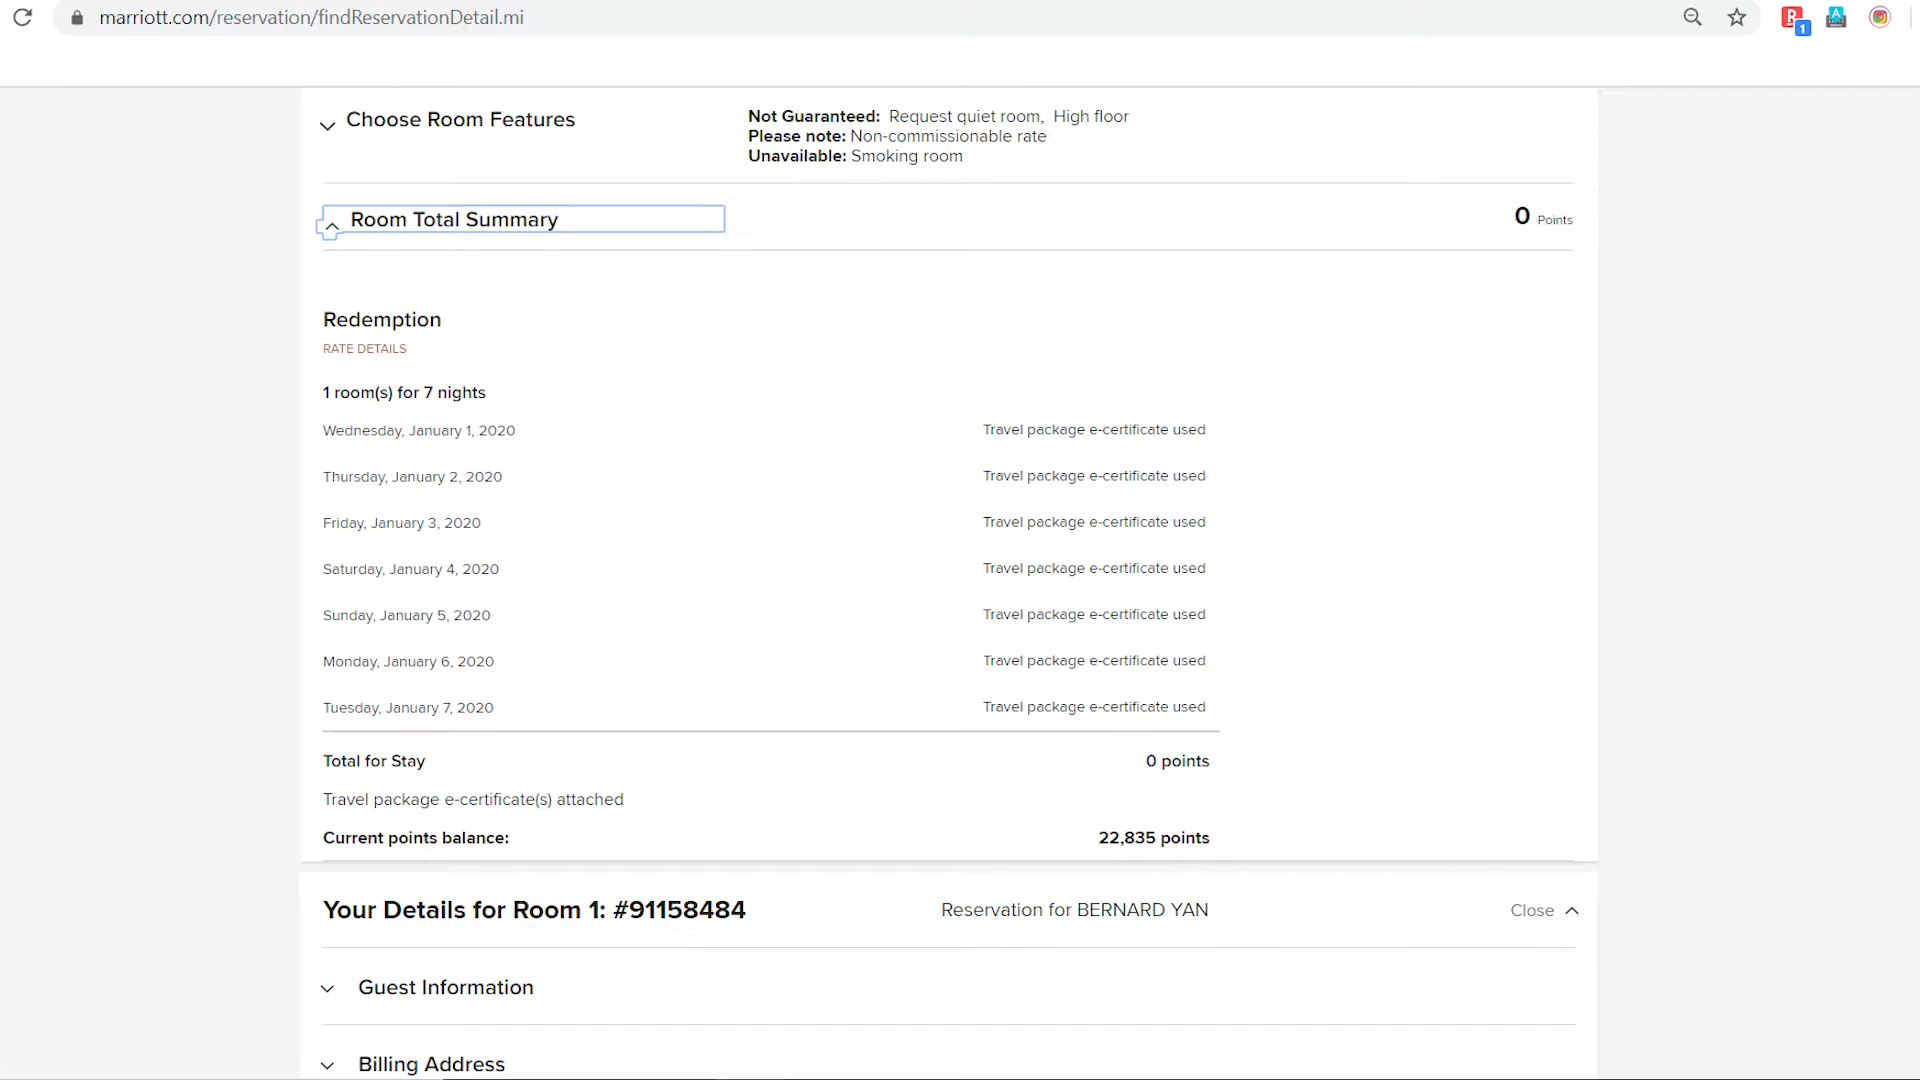 marriott.com/reservation/findReservationDetail.mi
1
Choose Room Features
Not Guaranteed: Request quiet room, High floor
Please note: Non-commissionable rate
Unavailable: Smoking room
Room Total Summary
0 Points
Redemption
RATE DETAILS
1 room(s) for 7 nights
Wednesday, January 1, 2020 Travel package e-certificate used
Thursday, January 2, 2020 Travel package e-certificate used
Friday, January 3, 2020 Travel package e-certificate used
Saturday, January 4, 2020 Travel package e-certificate used
Sunday, January 5, 2020 Travel package e-certificate used
Monday, January 6, 2020 Travel package e-certificate used
Tuesday, January 7, 2020 Travel package e-certificate used
Total for Stay 0 points
Travel package e-certificate(s) attached
Current points balance: 22,835 points
Your Details for Room 1: #91158484 Reservation for BERNARD YAN Close
Guest Information
Billing Address